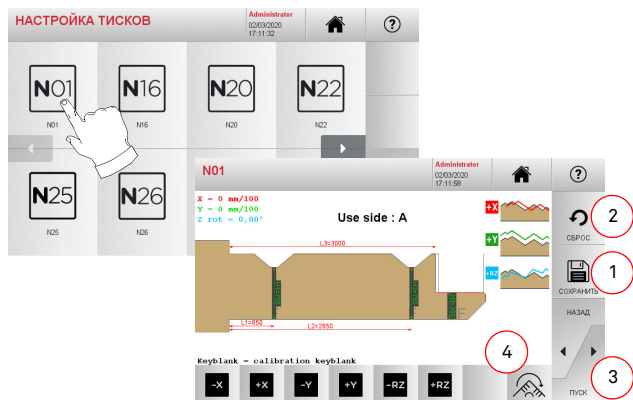 НАСТРОЙКА ТИСКОВ
Administrator
02/03/2020
17:11:32
?
N01 N16 N20 N22
N01 N16 N20 N22
N25 N26
N25 N26
N01
Administrator
02/03/2020
17:11:58
?
X = 0 mm/100
Y = 0 mm/100
Z rot = 0,00°
Use side : A
+X
+Y
-RZ
L3=3000
L1=650
L2=2650
F
Keyblank - calibration keyblank
-X +X -Y +Y -RZ +RZ
СБРОС
СОХРАНИТЬ
НАЗАД
ПУСК
2
1
4
3